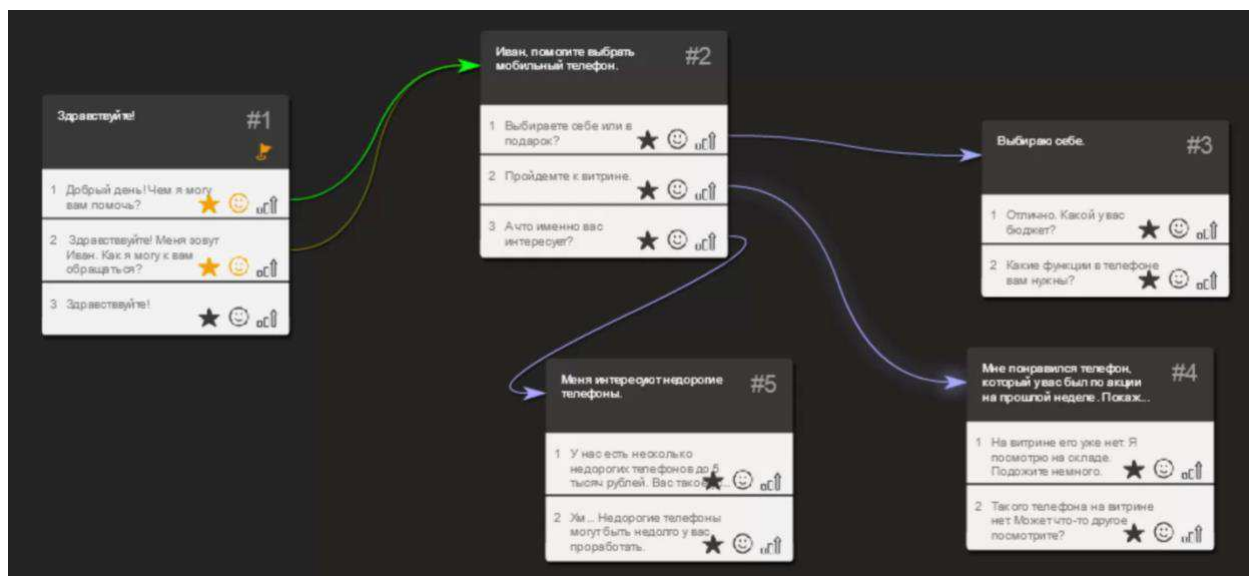 Здравствуйте!
#1
1 Добрый день! Чем я могу
вам помочь?
2 Здравствуйте! Меня зовут
Иван. Как я могу к вам
обращаться?
3 Здравствуйте!
Иван, помогите выбрать
мобильный телефон.
#2
1 Выбираете себе или в
подарок?
2 Пройдемте к витрине.
3 А что именно вас
интересует?
Выбираю себе.
#3
1 Отлично. Какой у вас
бюджет?
2 Какие функции в телефоне
вам нужны?
Мне понравился телефон,
который у вас был по акции
на прошлой неделе. Покаж...
#4
1 На витрине его уже нет. Я
посмотрю на складе.
Подожите немного.
2 Такого телефона на витрине
нет. Может что-то другое
посмотрите?
Меня интересуют недорогие
телефоны.
#5
1 У нас есть несколько
недорогих телефонов до 5
тысяч рублей. Вас
2 Хм... Недорогие телефоны
могут быть недолго у вас
проработать.